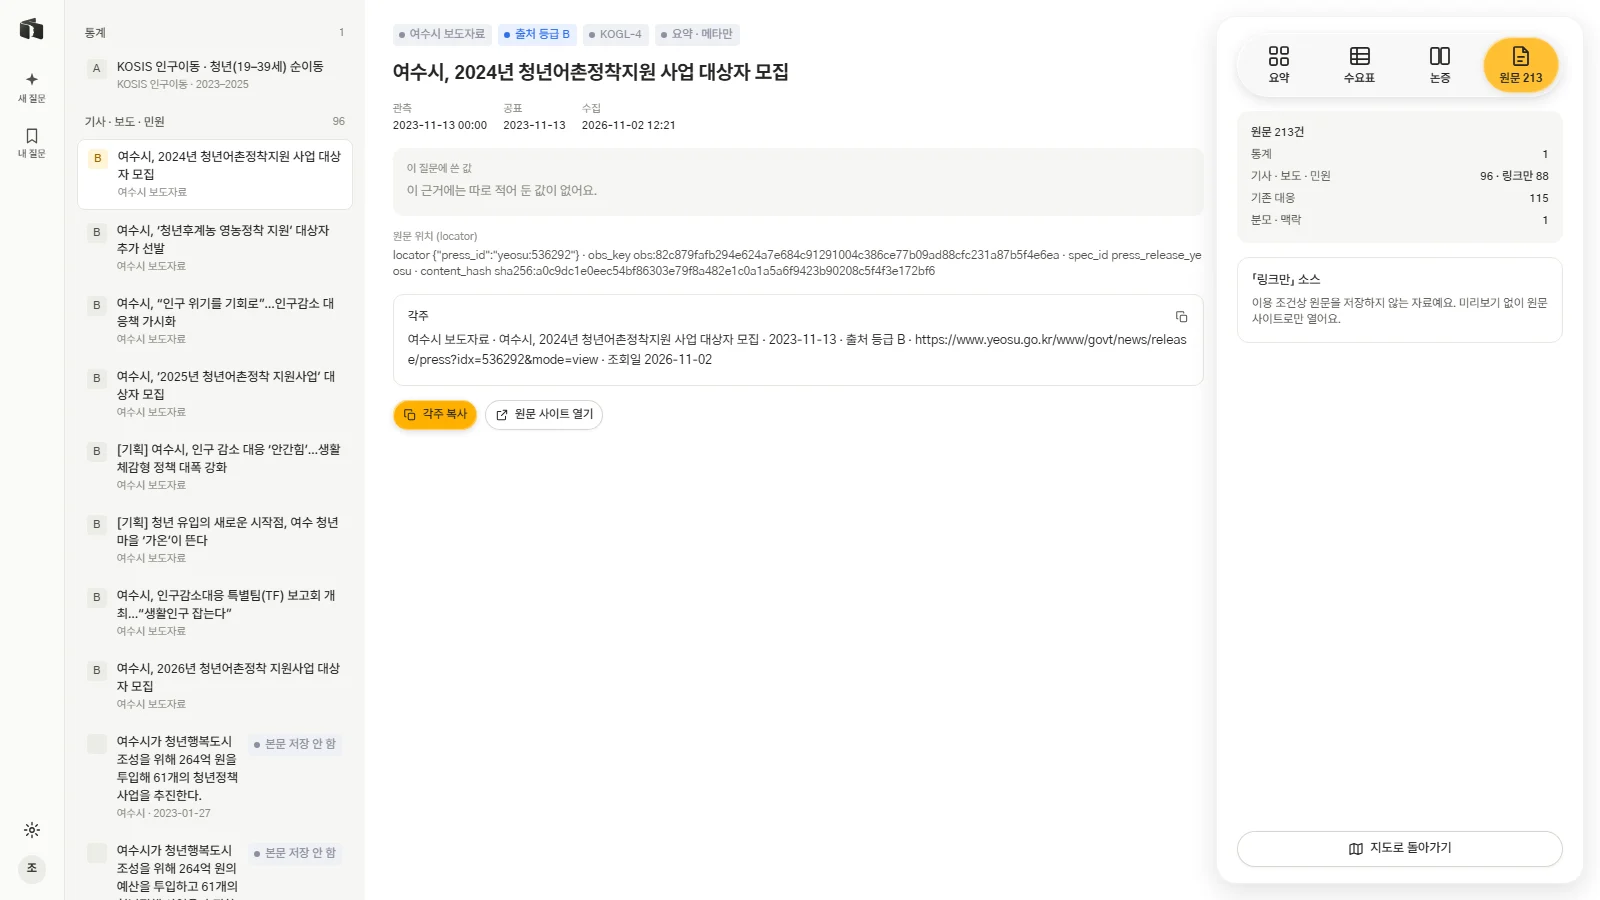 새 질문
내 질문
조
통계 1
A KOSIS 인구이동 · 청년(19–39세) 순이동
KOSIS 인구이동 · 2023–2025
기사 · 보도 · 민원 96
B 여수시, 2024년 청년어촌정착지원 사업 대상
자 모집
여수시 보도자료
B 여수시, ‘청년후계농 영농정착 지원’ 대상자
추가 선발
여수시 보도자료
B 여수시, “인구 위기를 기회로”…인구감소 대
응책 가시화
여수시 보도자료
B 여수시, ‘2025년 청년어촌정착 지원사업’ 대
상자 모집
여수시 보도자료
B [기획] 여수시, 인구 감소 대응 ‘안간힘’…생활
체감형 정책 대폭 강화
여수시 보도자료
B [기획] 청년 유입의 새로운 시작점, 여수 청년
마을 ‘가온’이 뜬다
여수시 보도자료
B 여수시, 인구감소대응 특별팀(TF) 보고회 개
최…“생활인구 잡는다”
여수시 보도자료
B 여수시, 2026년 청년어촌정착 지원사업 대상
자 모집
여수시 보도자료
여수시가 청년행복도시 본문 저장 안 함
조성을 위해 264억 원을
투입해 61개의 청년정책
사업을 추진한다.
여수시 · 2023-01-27
여수시가 청년행복도시 본문 저장 안 함
조성을 위해 264억 원의
예산을 투입하고 61개의
여수시 보도자료 출처 등급 B KOGL-4 요약 · 메타만
여수시, 2024년 청년어촌정착지원 사업 대상자 모집
관측 공표 수집
2023-11-13 00:00 2023-11-13 2026-11-02 12:21
이 질문에 쓴 값
이 근거에는 따로 적어 둔 값이 없어요.
원문 위치 (locator)
locator {"press_id":"yeosu:536292"} · obs_key obs:82c879fafb294e624a7e684c91291004c386ce77b09ad88cfc231a87b5f4e6ea · spec_id press_release_ye
osu · content_hash sha256:a0c9dc1e0eec54bf86303e79f8a482e1c0a1a5a6f9423b90208c5f4f3e172bf6
각주
여수시 보도자료 · 여수시, 2024년 청년어촌정착지원 사업 대상자 모집 · 2023-11-13 · 출처 등급 B · https://www.yeosu.go.kr/www/govt/news/releas
e/press?idx=536292&mode=view · 조회일 2026-11-02
각주 복사 원문 사이트 열기
요약 수요표 논증 원문 213
원문 213건
통계 1
기사 · 보도 · 민원 96 · 링크만 88
기존 대응 115
분모 · 맥락 1
「링크만」 소스
이용 조건상 원문을 저장하지 않는 자료예요. 미리보기 없이 원문
사이트로만 열어요.
지도로 돌아가기